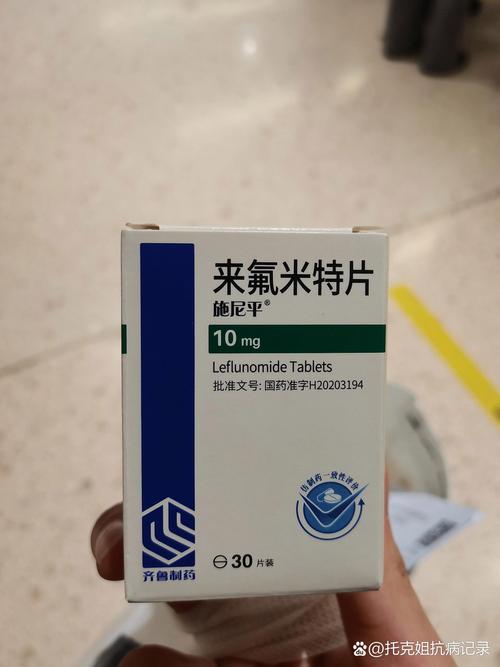 来氟米特片
施尼平®
10 mg
Leflunomide Tablets
批准文号: 国药准字H20203194
仿制药一致性评价
30片装
齐鲁制药
@托克姐抗病记录